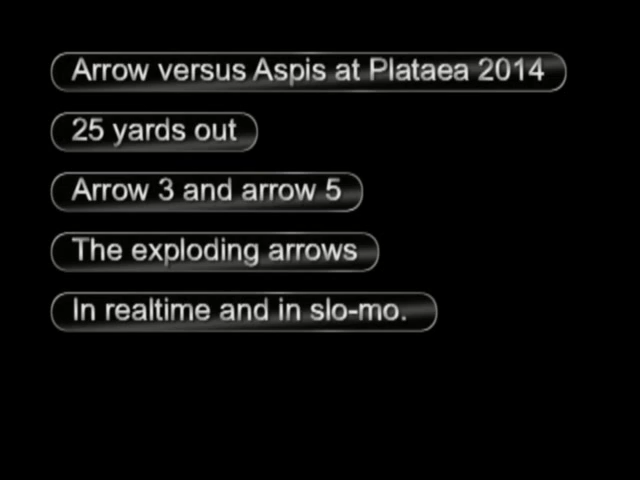 Arrow versus Aspis at Plataea 2014
25 yards out
Arrow 3 and arrow 5
The exploding arrows
In realtime and in slo-mo.